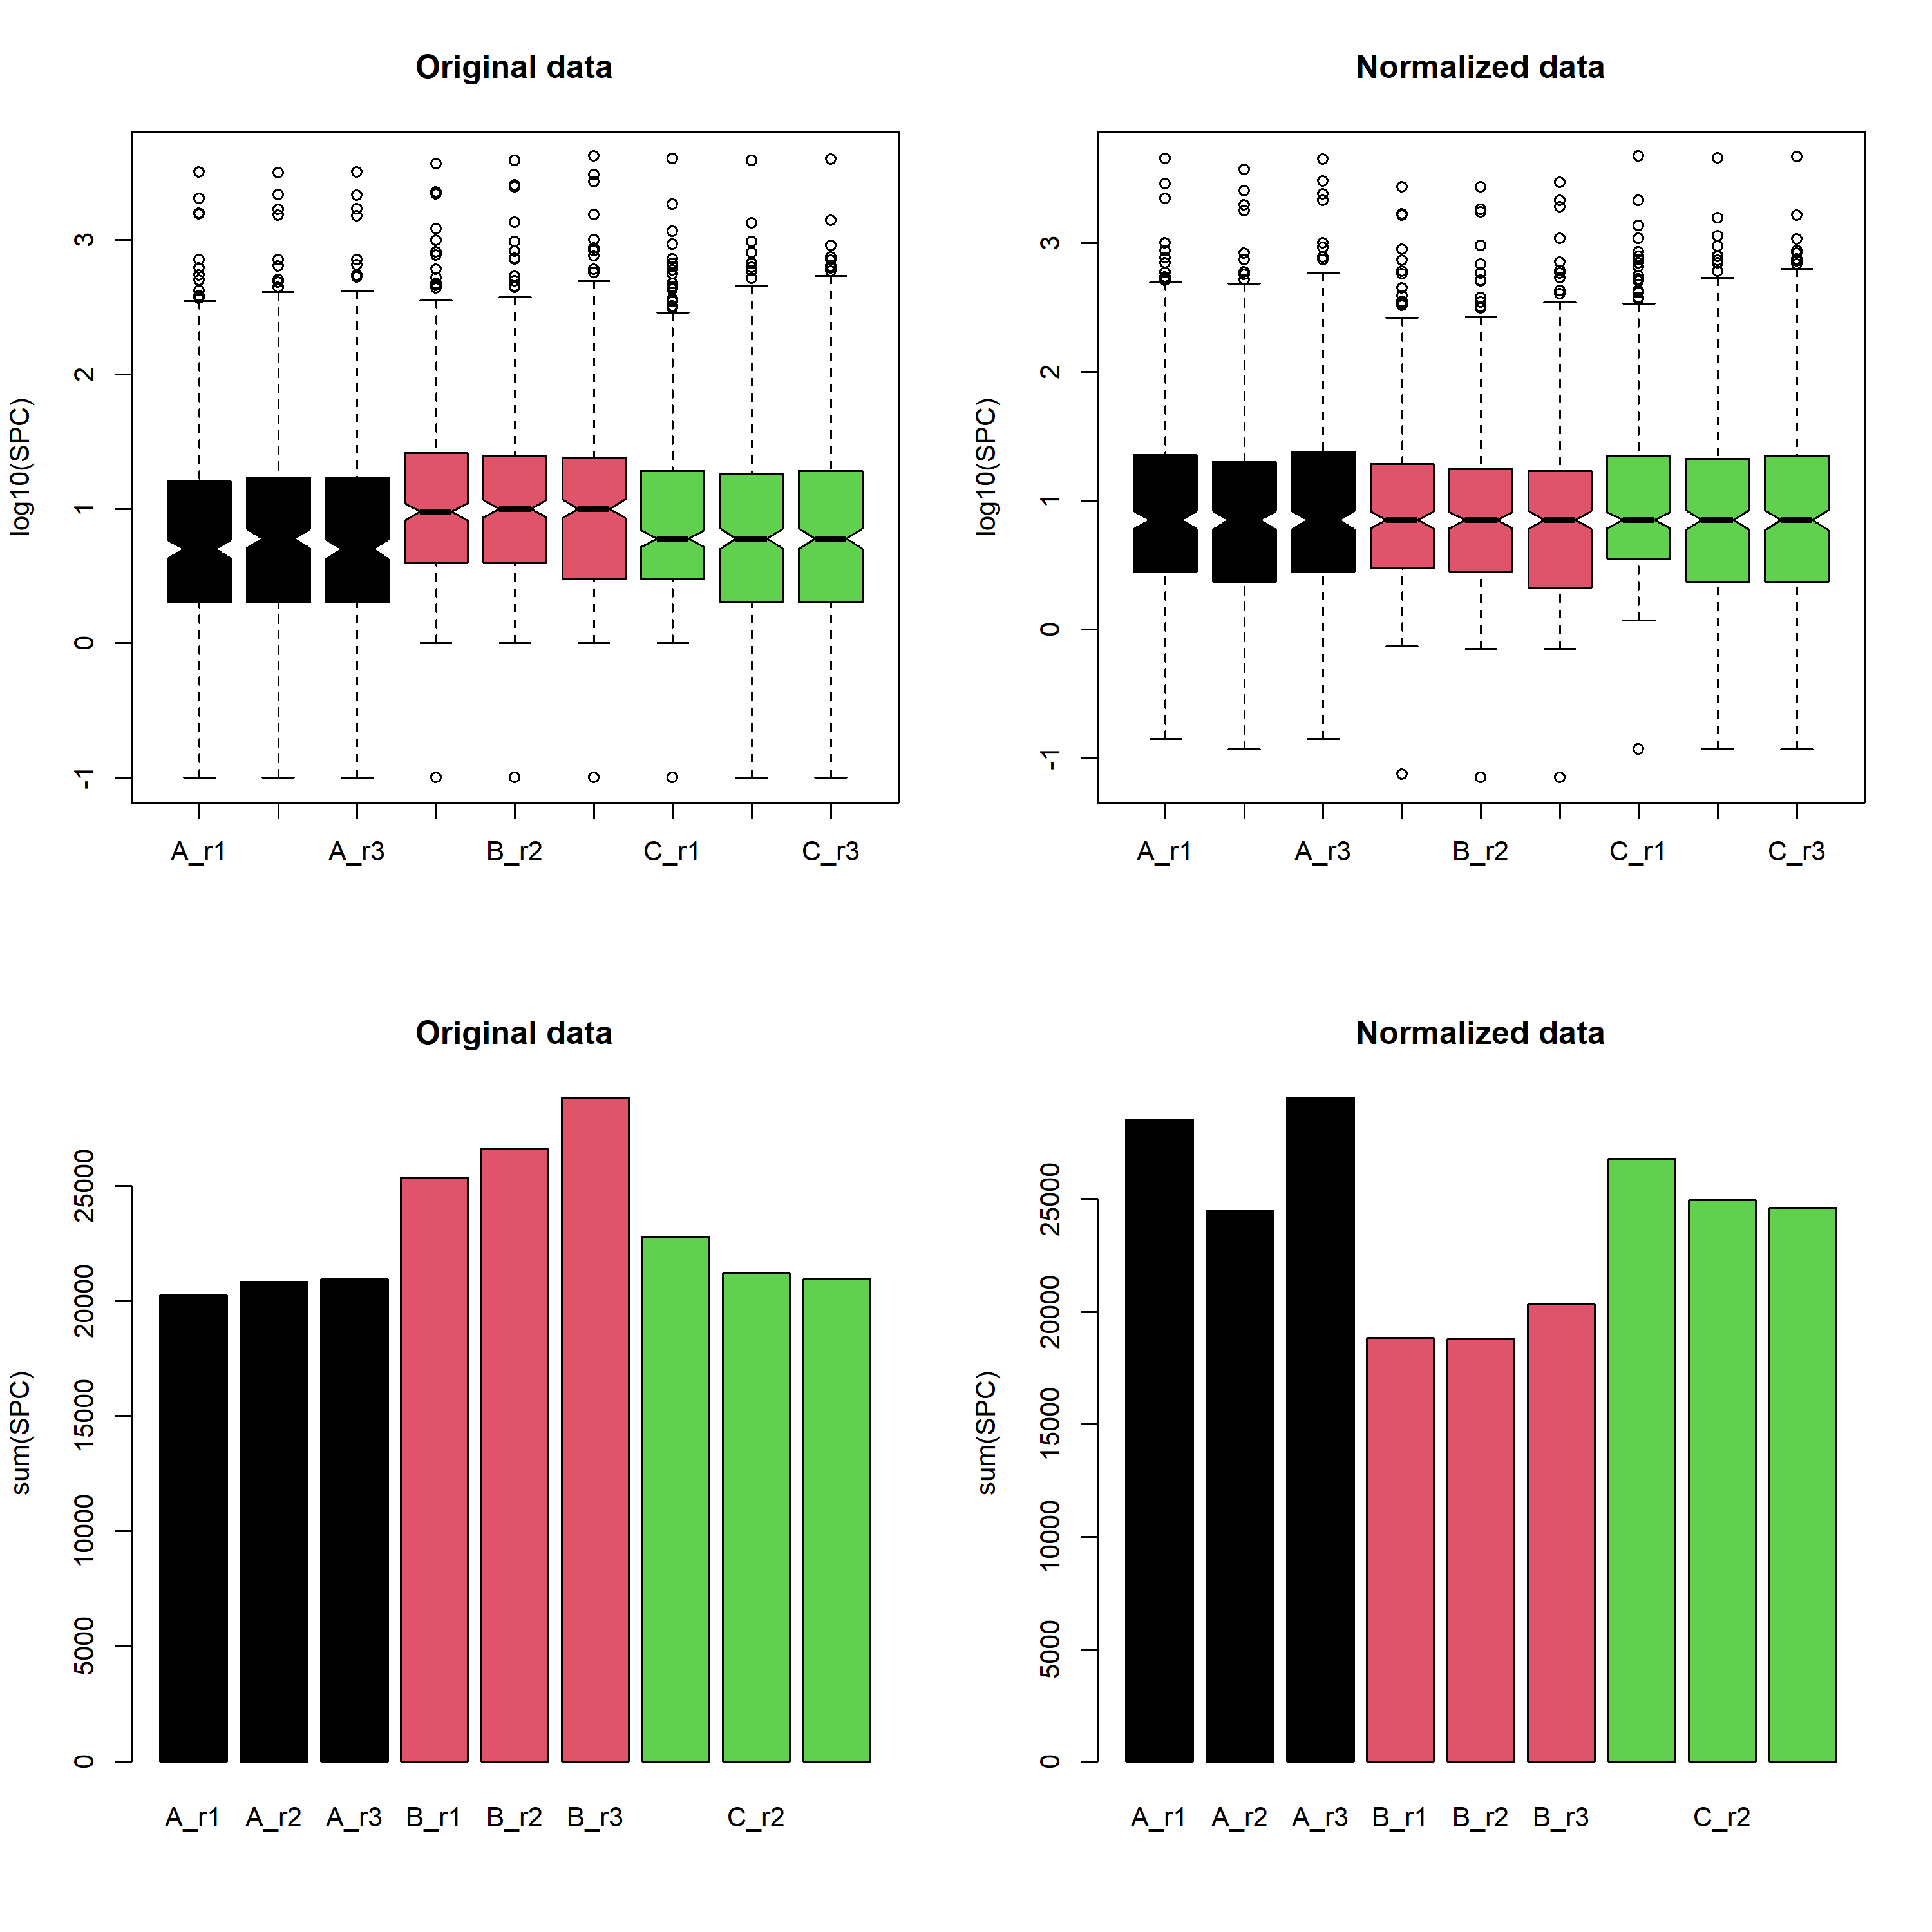 Original data
log10(SPC)
3
2
1
0
-1
A_r1 A_r3 B_r2 C_r1 C_r3
Normalized data
log10(SPC)
3
2
1
0
-1
A_r1 A_r3 B_r2 C_r1 C_r3
Original data
sum(SPC)
25000
20000
15000
10000
5000
0
A_r1 A_r2 A_r3 B_r1 B_r2 B_r3 C_r2
Normalized data
sum(SPC)
25000
20000
15000
10000
5000
0
A_r1 A_r2 A_r3 B_r1 B_r2 B_r3 C_r2